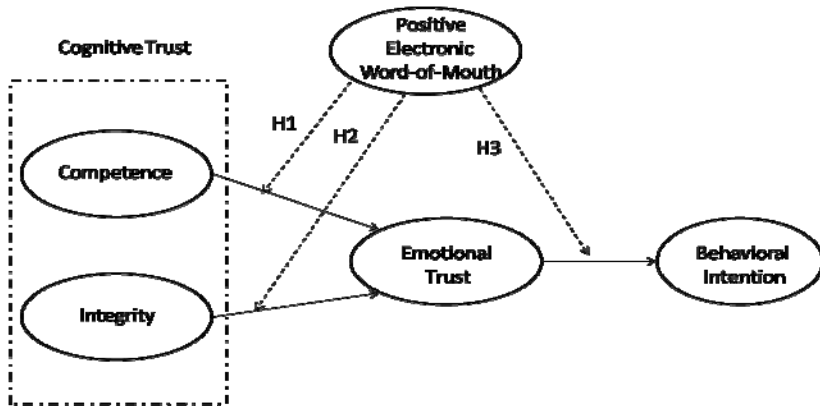 Positive
Electronic
Word-of-Mouth
Cognitive Trust
H1
H2
H3
Competence
Emotional
Trust
Behavioral
Intention
Integrity